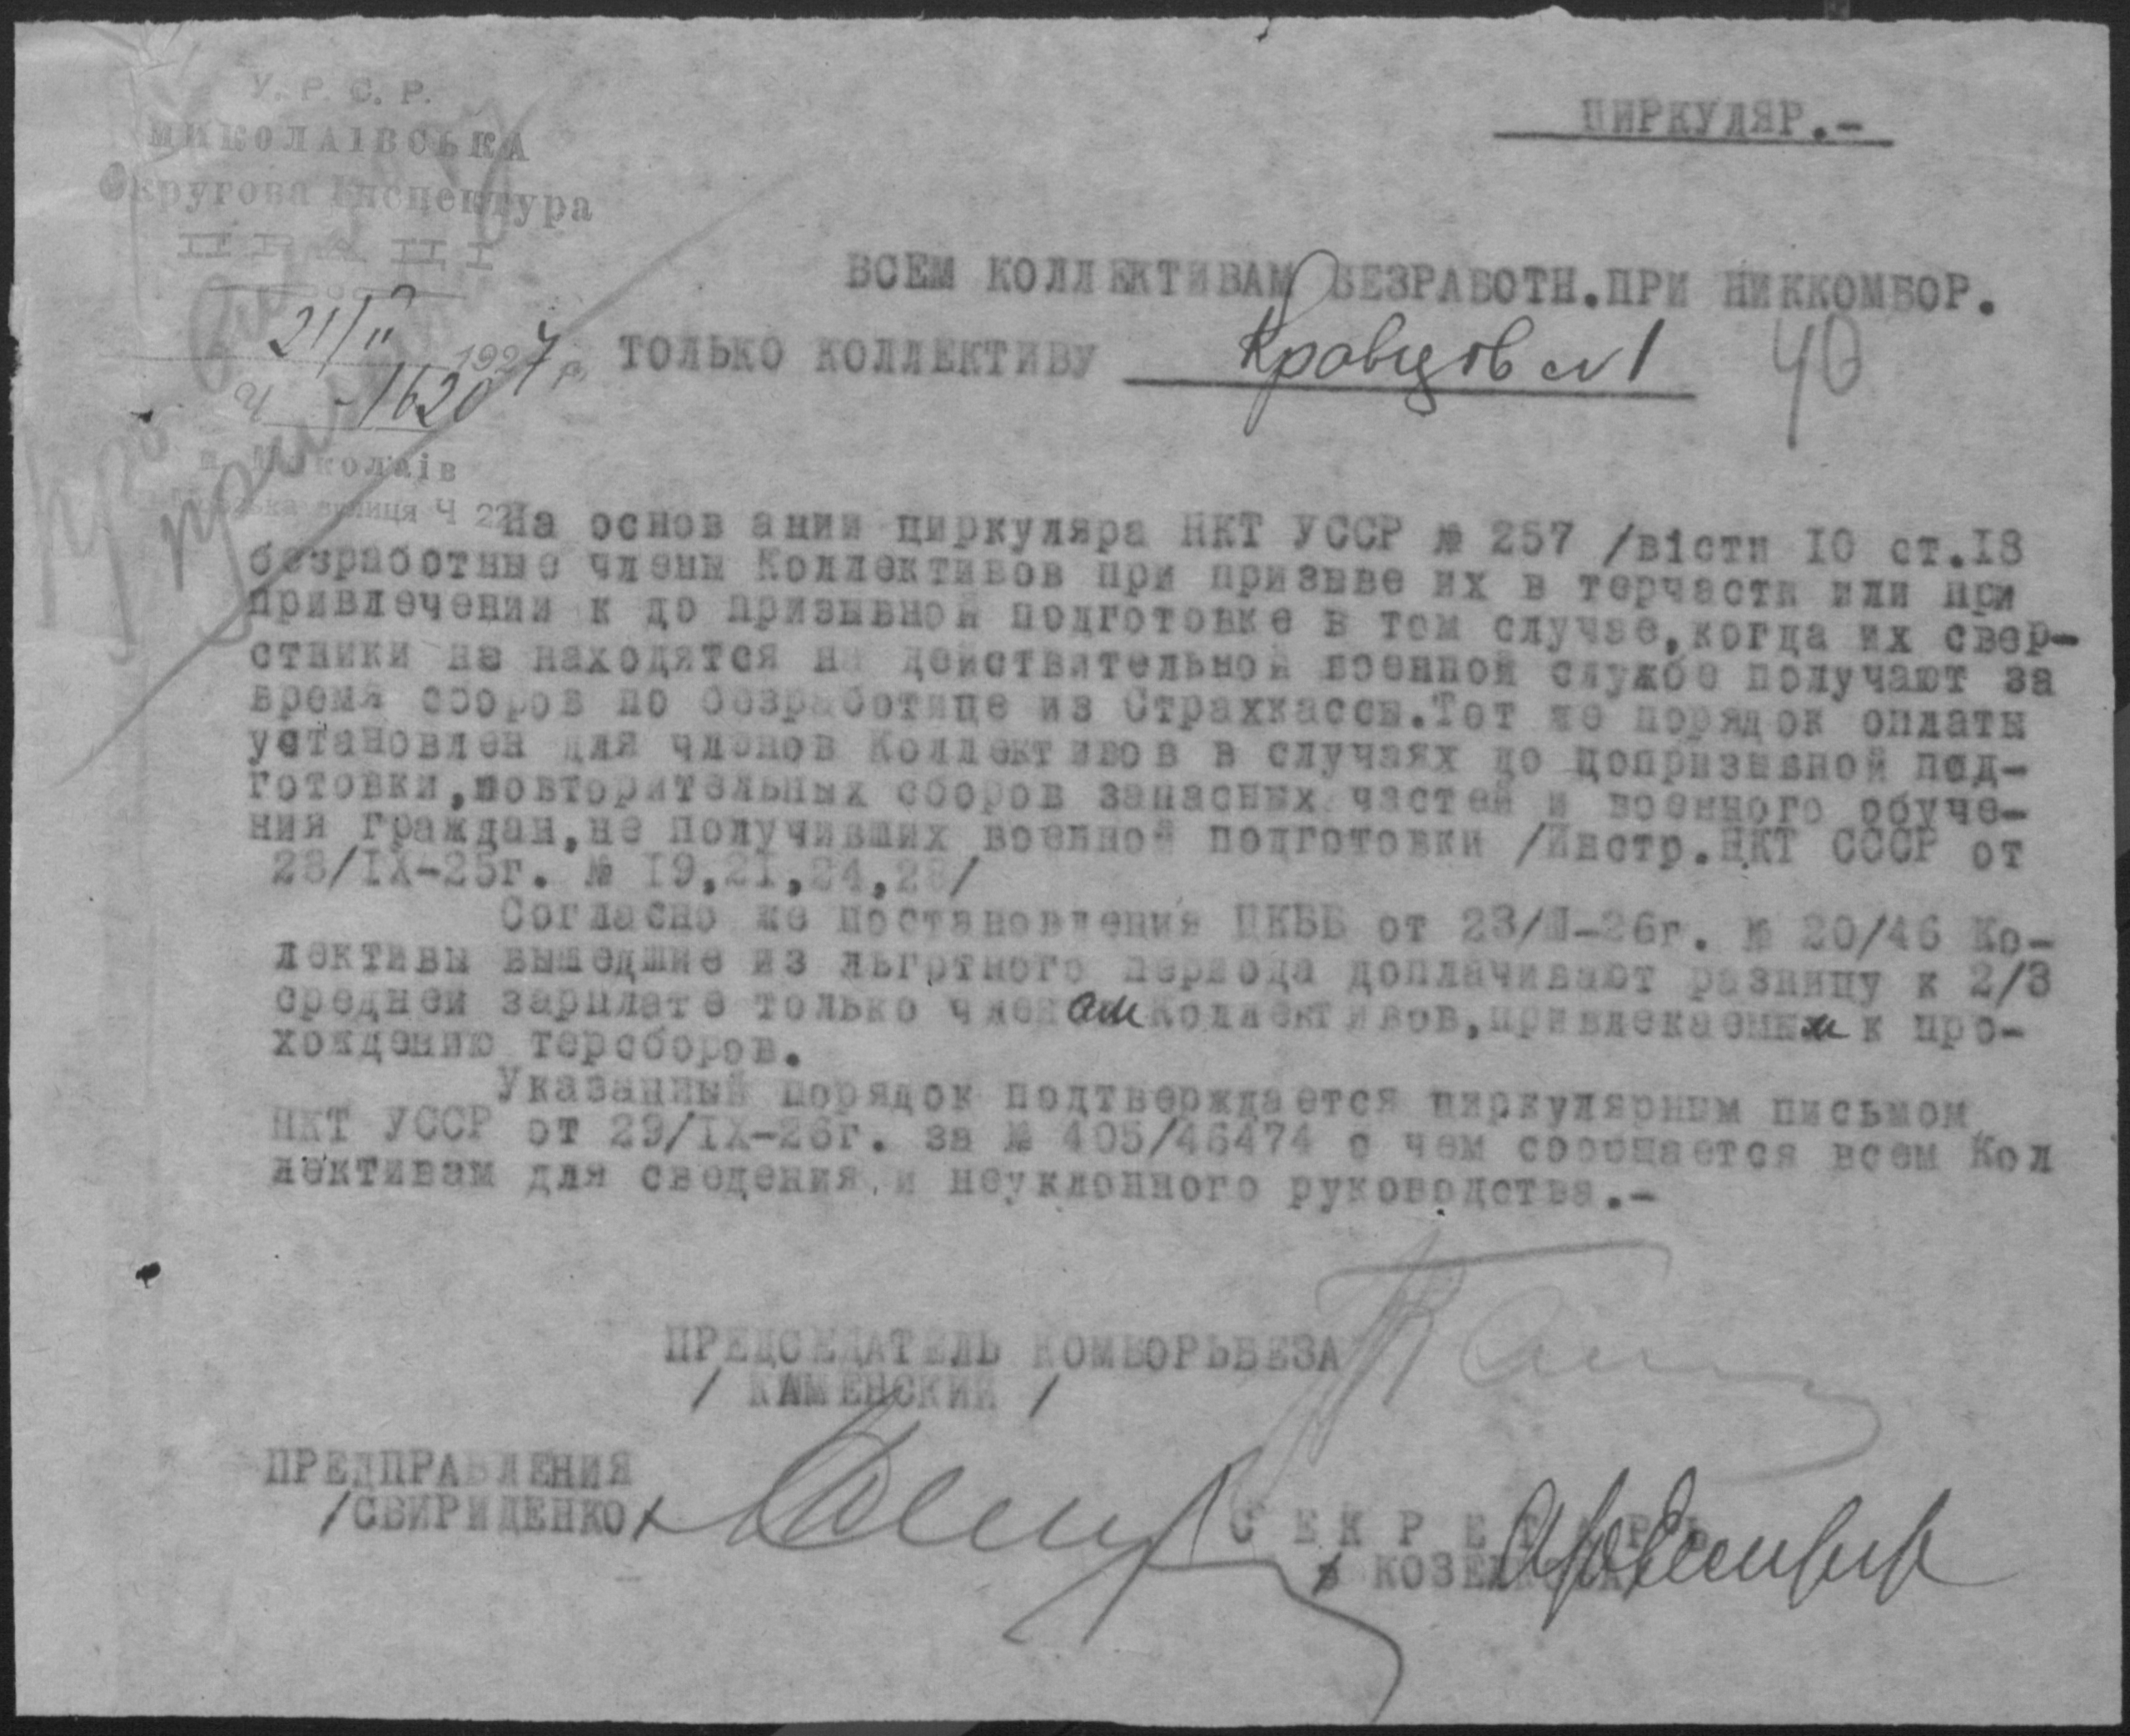 У. Р. С. Р.
МИКОЛАІВСЬКА
Округова Інспектура
ПРАЦІ
21/II 1927 р.
Ч 1620
м. Миколаів
вулиця Ч 22
ЦИРКУЛЯР.-
ВСЕМ КОЛЛЕКТИВАМ БЕЗРАБОТН.ПРИ НИККОМБОР.
ТОЛЬКО КОЛЛЕКТИВУ Кравцов №1 40
На основ ании циркуляра НКТ УССР № 257 /вісти 10 ст.18
безработные члены Коллективов при призыве их в терчасти или при
привлечении к до призывной подготовке в том случае,когда их свер-
стники не находятся на действительной военной службе получают за
время сборов по безработице из Страхкассы.Тот же порядок оплаты
установлен для членов Коллективов в случаях до допризывной под-
готовки,повторительных сборов запасных частей и военного обуче-
ния граждан,не получивших военной подготовки /Инстр.НКТ СССР от
23/IX-25г. № 19,21,24,28/
Согласно же постановления ЦКББ от 23/Ш-26г. № 20/46 Ко-
лективы вышедшие из льготного периода доплачивают разницу к 2/3
средней зарплате только членам Коллективов,привлекаемым к про-
хождению терсборов.
Указанный порядок подтверждается циркулярным письмом
НКТ УССР от 29/IX-26г. за № 405/46474 о чем сообщается всем Кол
лективам для сведения и неуклонного руководства.-
ПРЕДСЕДАТЕЛЬ КОМБОРЬБЕЗА
/ КАМЕНСКИЙ /
ПРЕДПРАВЛЕНИЯ
/СВИРИДЕНКО/
СЕКРЕТАРЬ